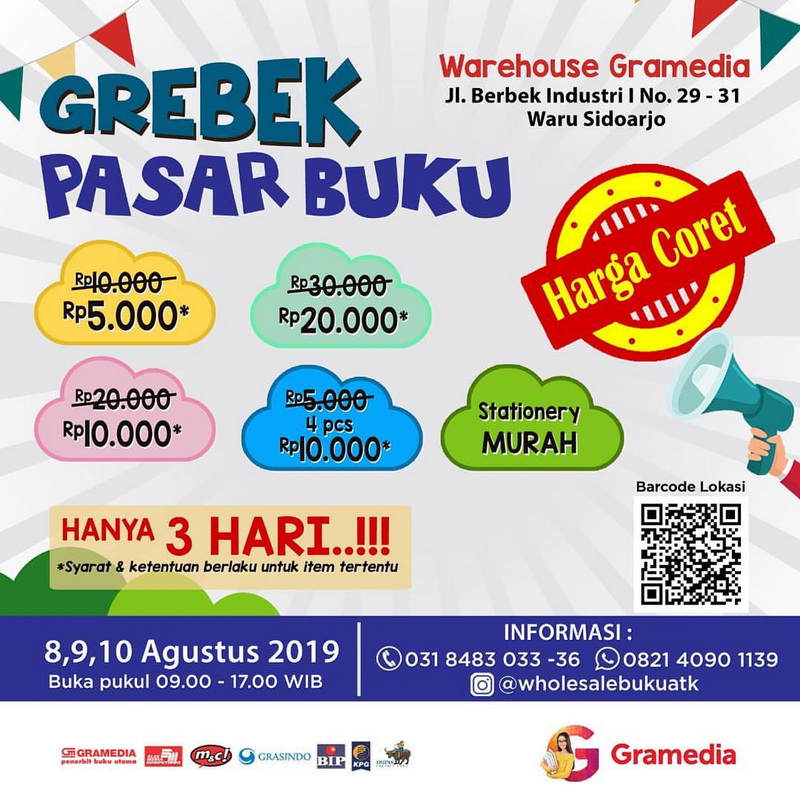 GREBEK
PASAR BUKU
Warehouse Gramedia
Jl. Berbek Industri I No. 29 - 31
Waru Sidoarjo
Harga Coret
Rp10.000
Rp5.000*
Rp30.000
Rp20.000*
Rp20.000
Rp10.000*
Rp5.000
4 pcs
Rp10.000*
Stationery
MURAH
Barcode Lokasi
HANYA 3 HARI..!!!
*Syarat & ketentuan berlaku untuk item tertentu
8,9,10 Agustus 2019
Buka pukul 09.00 - 17.00 WIB
INFORMASI :
031 8483 033 -36 0821 4090 1139
@wholesalebukuatk
GRAMEDIA
penerbit buku utama
m&c!
GRASINDO
BIP
KPG
G Gramedia